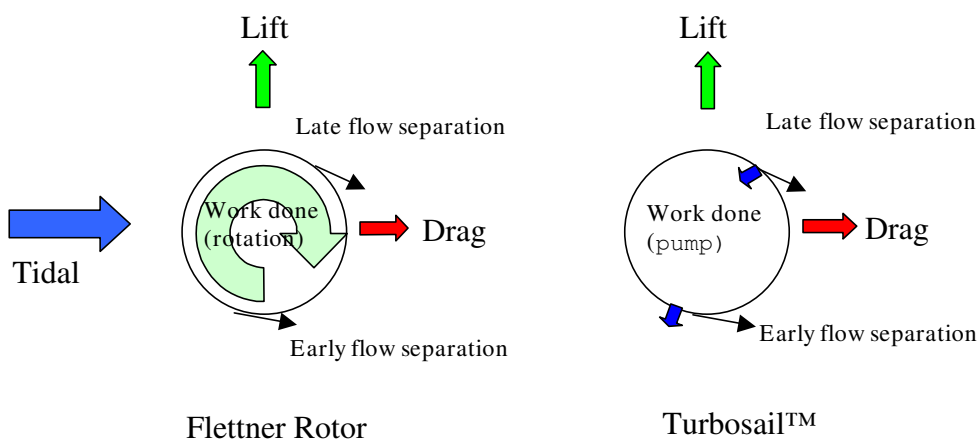 Lift
Late flow separation
Work done
(rotation)
Drag
Tidal
Early flow separation
Flettner Rotor
Lift
Late flow separation
Work done
(pump)
Drag
Early flow separation
Turbosail™